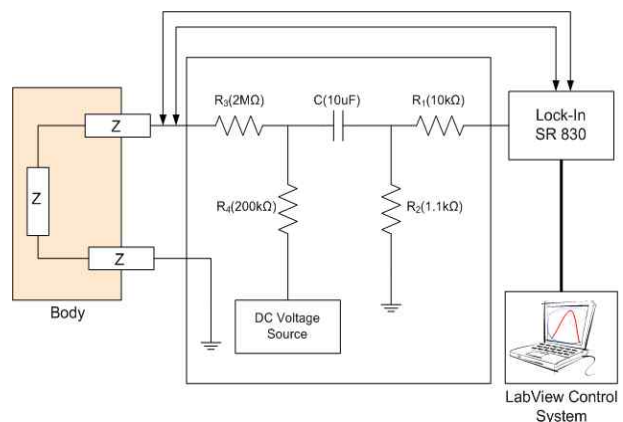 R3(2MΩ)
C(10uF)
R1(10kΩ)
Lock-In
SR 830
Z
Z
R4(200kΩ)
R2(1.1kΩ)
Z
Body
DC Voltage
Source
LabView Control
System